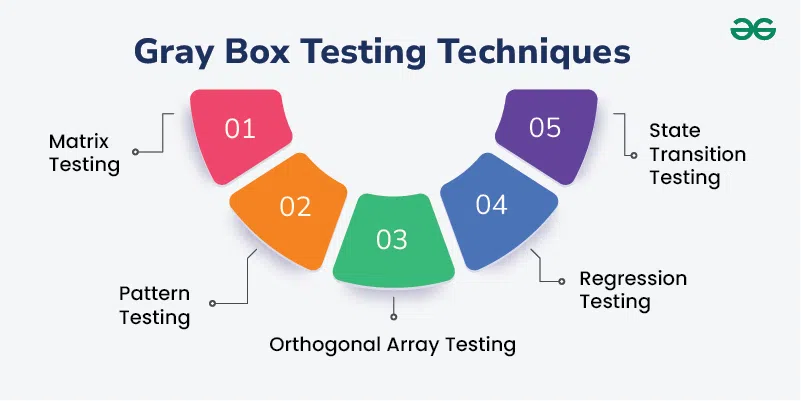 Gray Box Testing Techniques
01
Matrix
Testing
02
Pattern
Testing
03
Orthogonal Array Testing
04
Regression
Testing
05
State
Transition
Testing